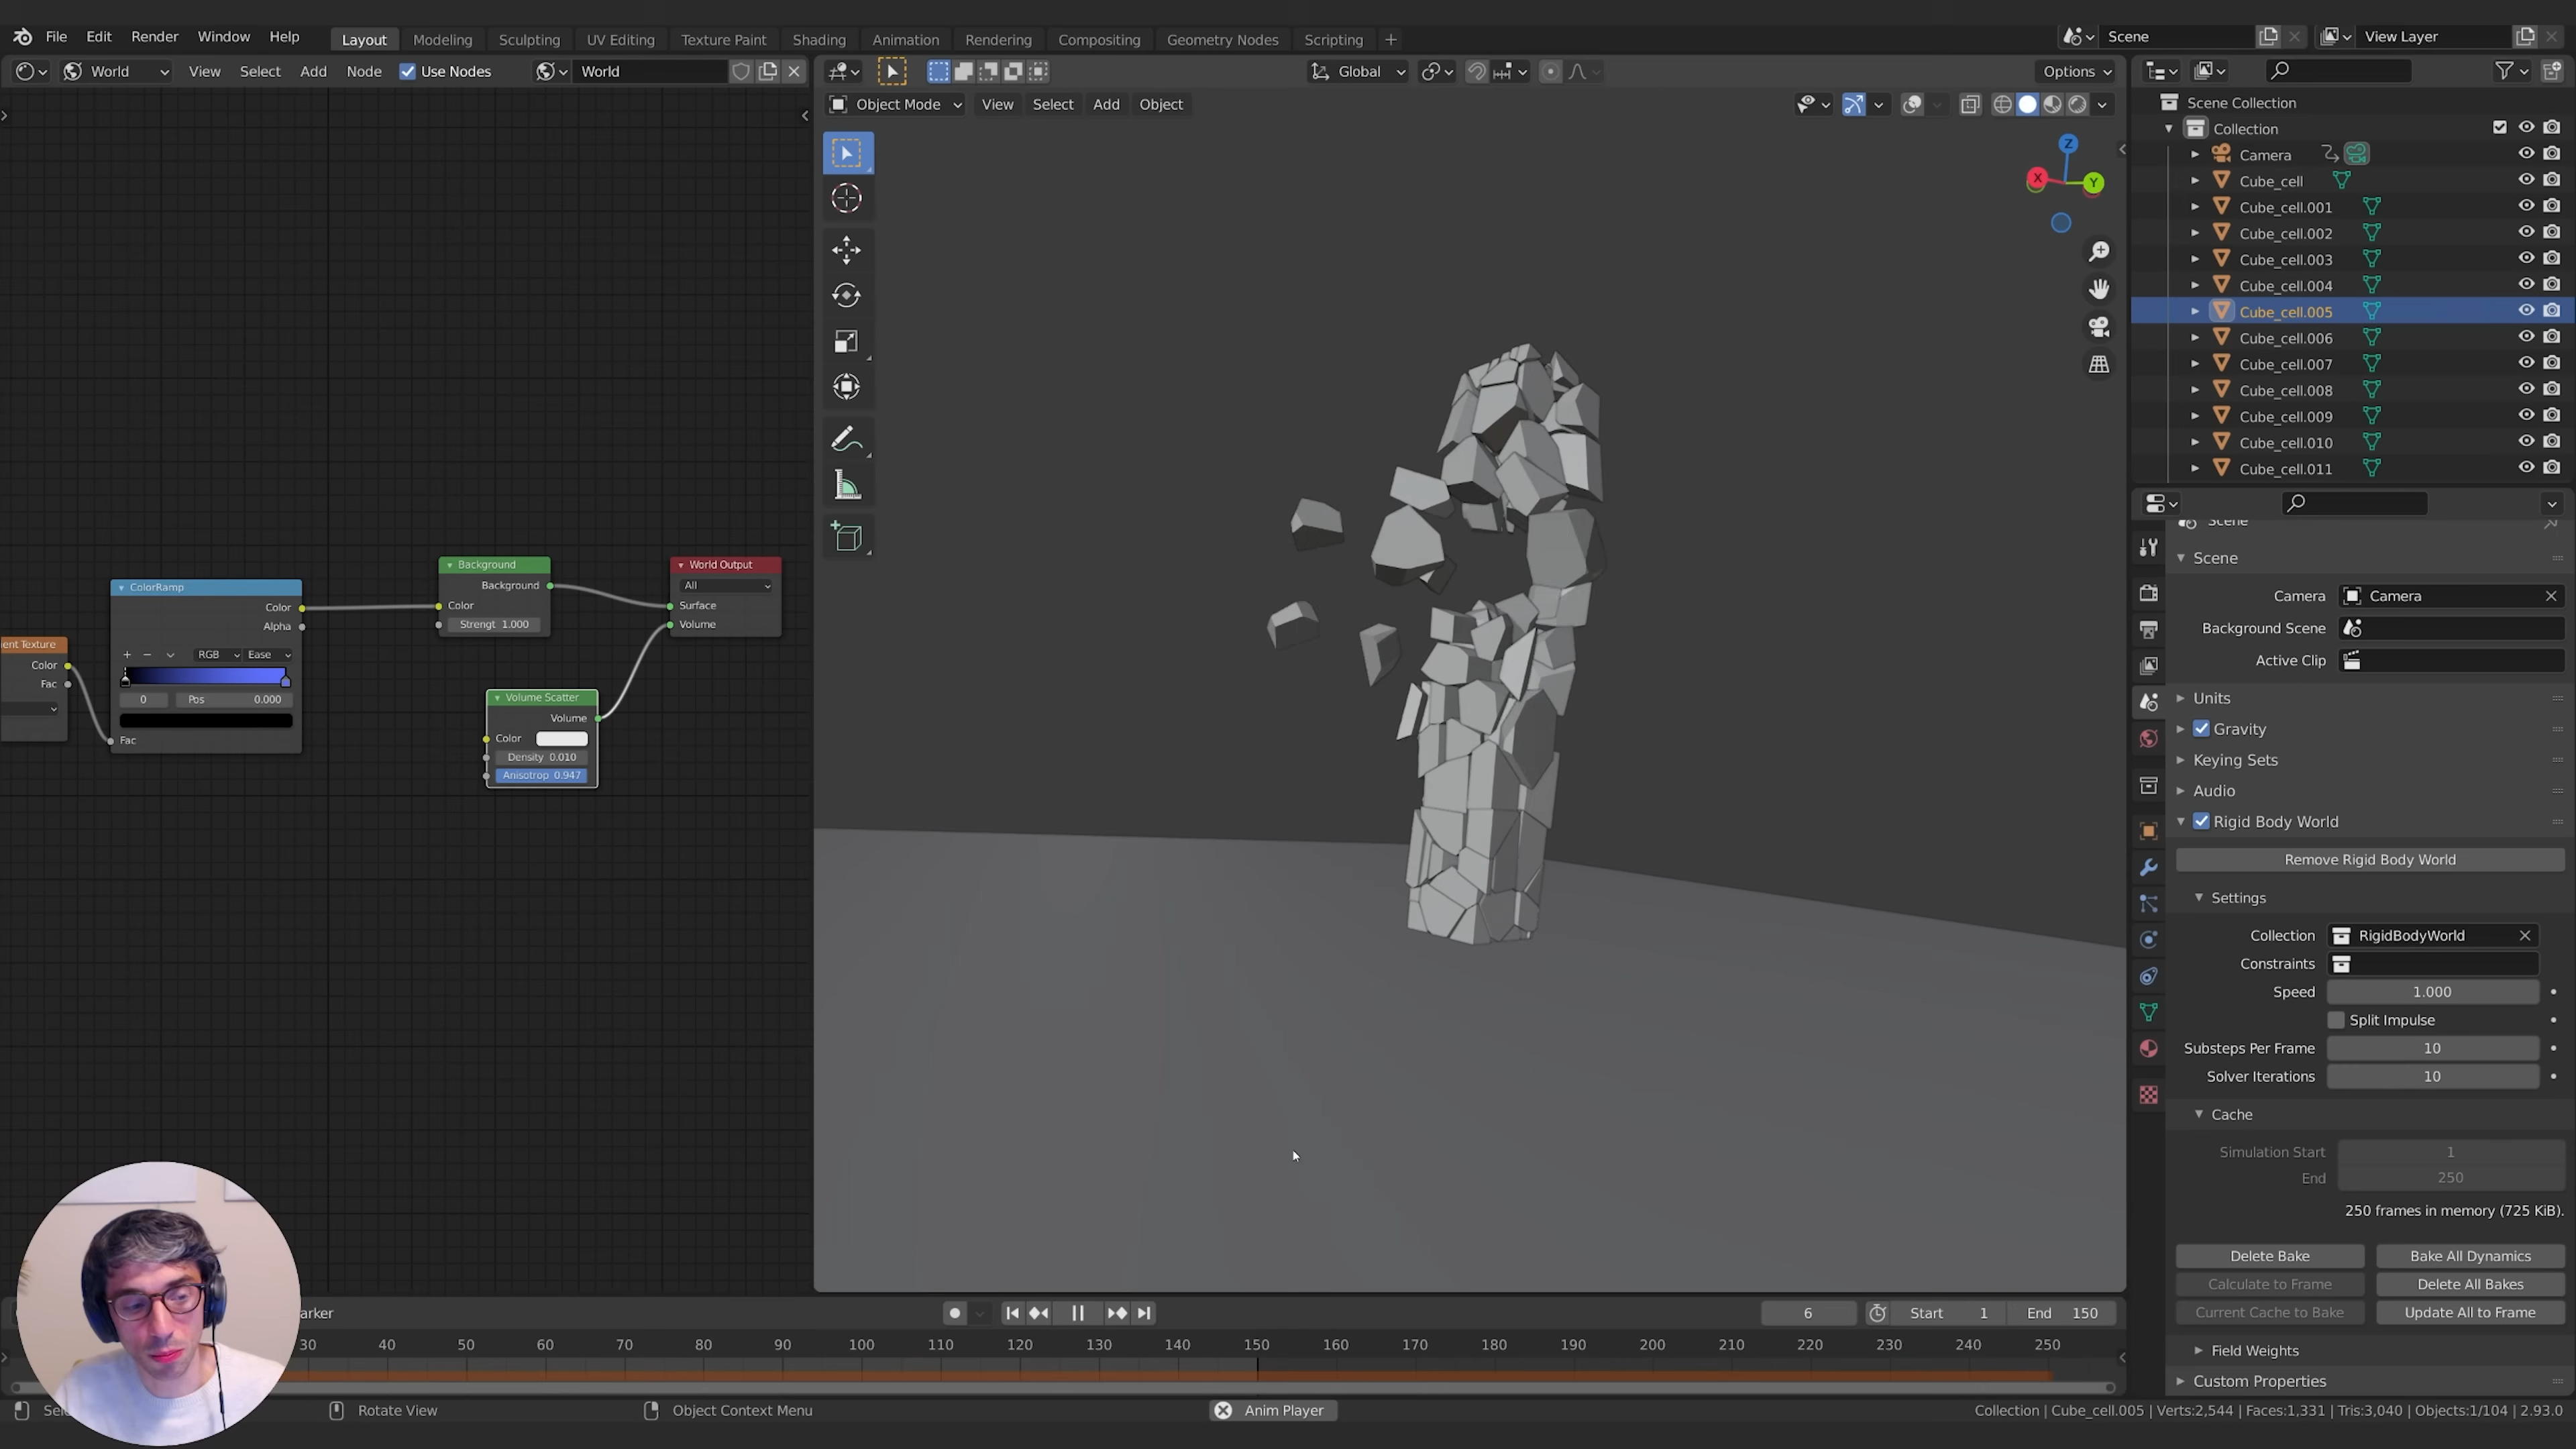 File Edit Render Window Help Layout Modeling Sculpting UV Editing Texture Paint Shading Animation Rendering Compositing Geometry Nodes Scripting + Scene View Layer
World View Select Add Node Use Nodes World
Global Options
Object Mode View Select Add Object
Scene Collection
Collection
Camera
Cube_cell
Cube_cell.001
Cube_cell.002
Cube_cell.003
Cube_cell.004
Cube_cell.005
Cube_cell.006
Cube_cell.007
Cube_cell.008
Cube_cell.009
Cube_cell.010
Cube_cell.011
Z
X
Y
ient Texture
Color
Fac
ColorRamp
Color
Alpha
+ − RGB Ease
0 Pos 0.000
Fac
Background
Background
Color
Strengt 1.000
World Output
All
Surface
Volume
Volume Scatter
Volume
Color
Density 0.010
Anisotrop 0.947
Scene
Scene
Camera Camera
Background Scene
Active Clip
Units
Gravity
Keying Sets
Audio
Rigid Body World
Remove Rigid Body World
Settings
Collection RigidBodyWorld
Constraints
Speed 1.000
Split Impulse
Substeps Per Frame 10
Solver Iterations 10
Cache
Simulation Start 1
End 250
250 frames in memory (725 KiB).
Delete Bake Bake All Dynamics
Calculate to Frame Delete All Bakes
Current Cache to Bake Update All to Frame
Field Weights
Custom Properties
arker 6 Start 1 End 150
30 40 50 60 70 80 90 100 110 120 130 140 150 160 170 180 190 200 210 220 230 240 250
Sele Rotate View Object Context Menu Anim Player Collection | Cube_cell.005 | Verts:2,544 | Faces:1,331 | Tris:3,040 | Objects:1/104 | 2.93.0